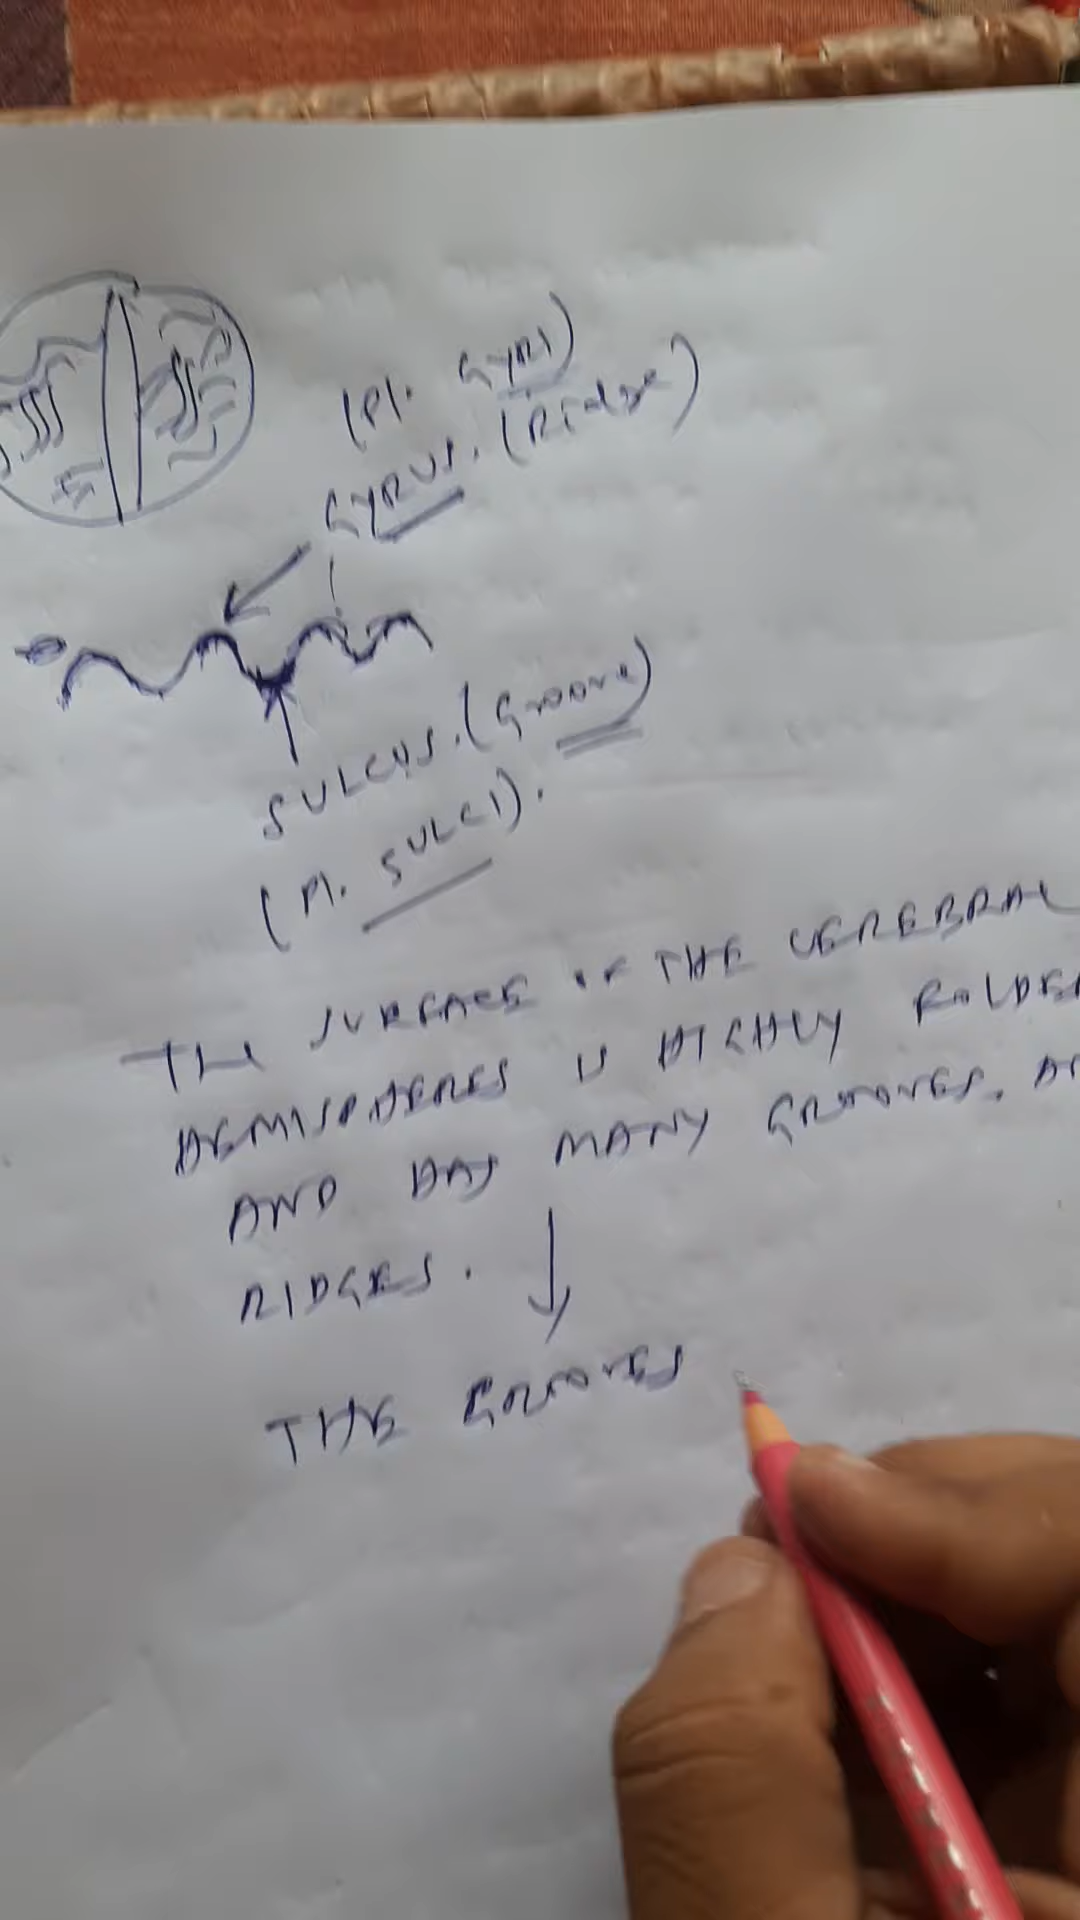 (Pl. GYRI)
GYRUS. (Ridge)
SULCUS. (Groove)
(Pl. SULCI).
THE SURFACE OF THE CEREBRAL
HEMISPHERES IS HIGHLY FOLDED
AND HAS MANY GROOVES. AN
RIDGES.
THE GROOVES